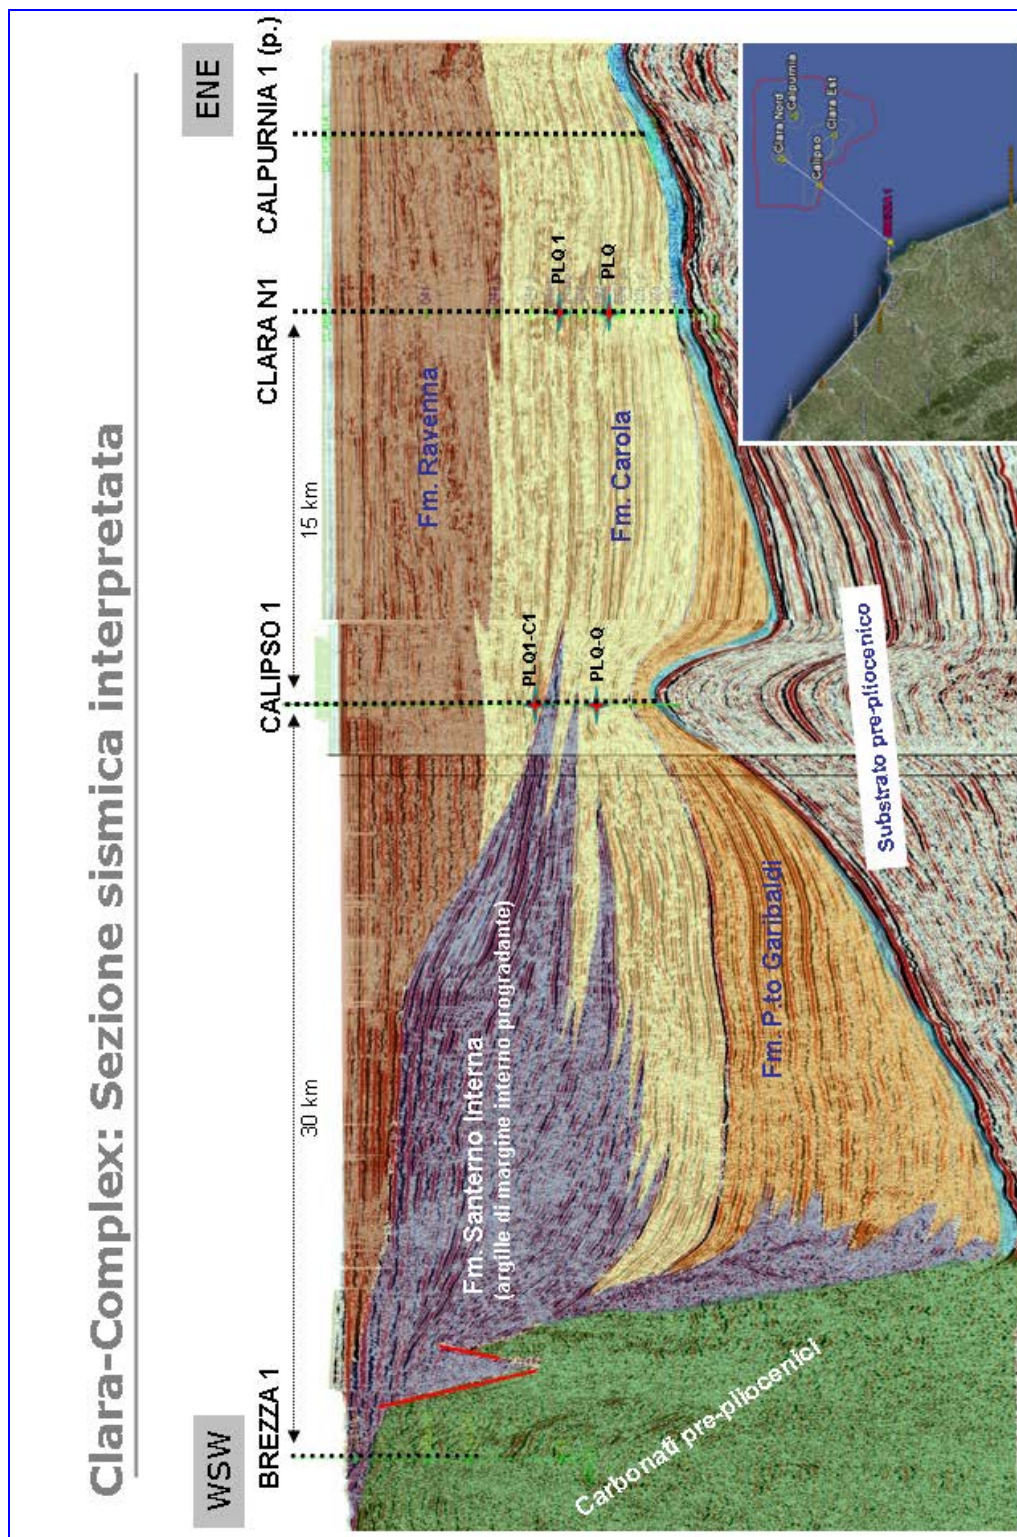 Clara-Complex: Sezione sismica interpretata
WSW
ENE
BREZZA 1
CALIPSO 1
CLARA N1
CALPURNIA 1 (p.)
30 km
15 km
Fm. Ravenna
Fm. Santerno Interna
(argille di margine interno progradante)
PLQ1-C1
PLQ-Q
PLQ1
PLQ
Fm. Carola
Fm. P.to Garibaldi
Carbonati pre-pliocenici
Substrato pre-pliocenico
Clara Nord
Calpurnia
Calipso
Clara Est